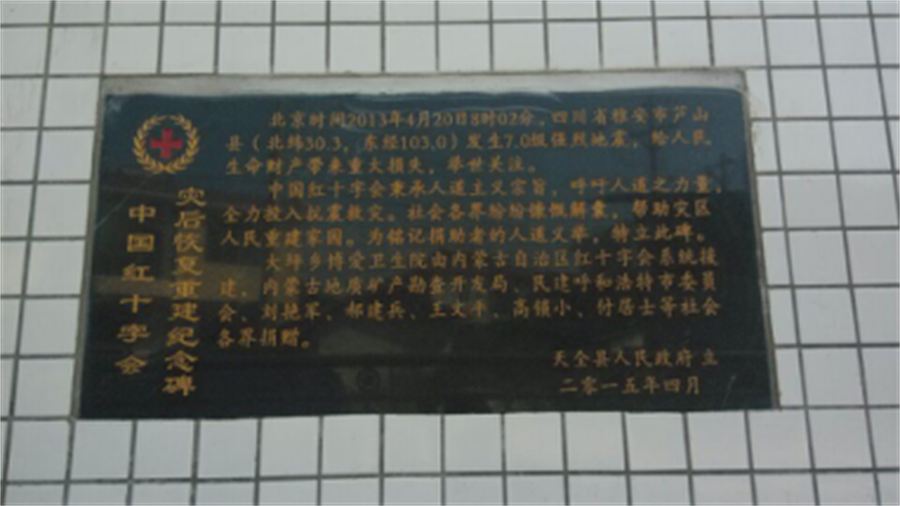 中国红十字会
灾后恢复重建纪念碑
北京时间2013年4月20日8时02分，四川省雅安市芦山
县（北纬30.3，东经103.0）发生7.0级强烈地震，给人民
生命财产带来重大损失，举世关注。
中国红十字会秉承人道主义宗旨，呼吁人道之力量，
全力投入抗震救灾。社会各界纷纷慷慨解囊，帮助灾区
人民重建家园。为铭记捐助者的人道义举，特立此碑。
大坪乡博爱卫生院由内蒙古自治区红十字会系统援
建，内蒙古地质矿产勘查开发局、民建呼和浩特市委员
会、刘艳军、郝建兵、王文平、高领小、付居士等社会
各界捐赠。
天全县人民政府 立
二零一五年四月